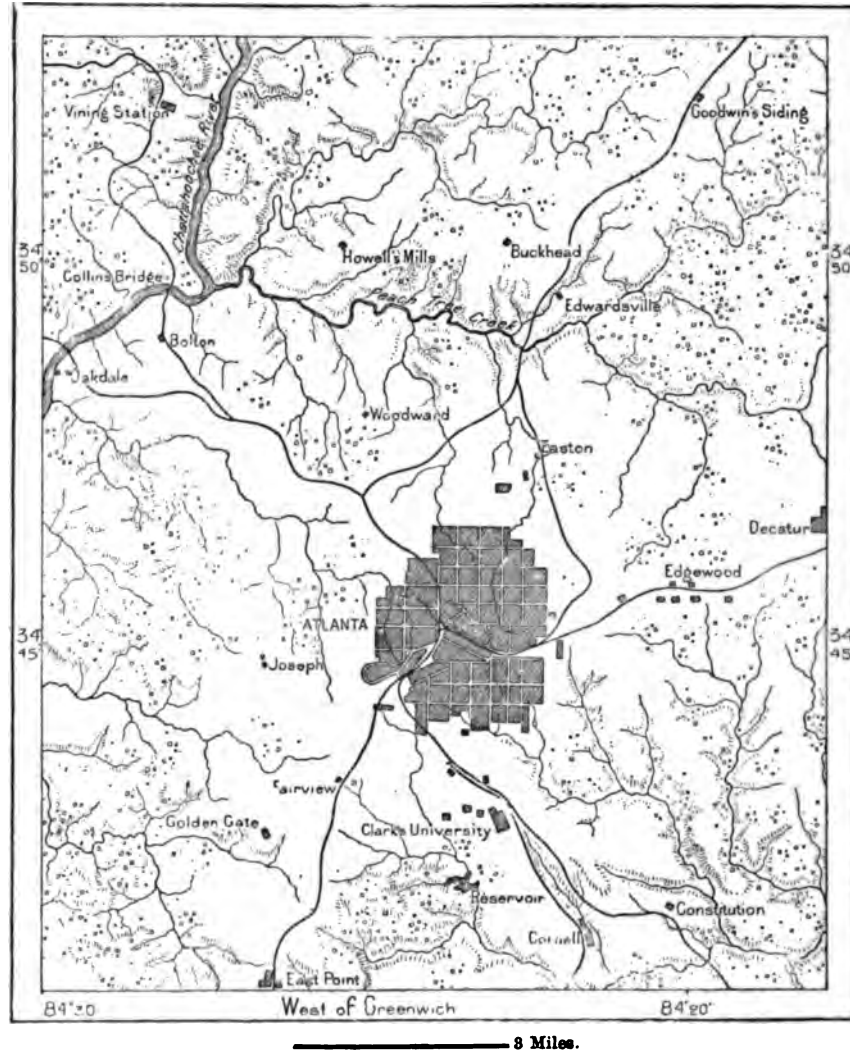 Vining Station
Goodwin's Siding
Chattahoochee River
Howell's Mills
Buckhead
34°
50'
34°
50'
Collins Bridge
Peach Tree Creek
Edwardsville
Bolton
Oakdale
Woodward
Easton
Decatur
Edgewood
ATLANTA
34°
45'
34°
45'
Joseph
Fairview
Golden Gate
Clark's University
Reservoir
Constitution
East Point
84°30'
West of Greenwich
84°20'
3 Miles.